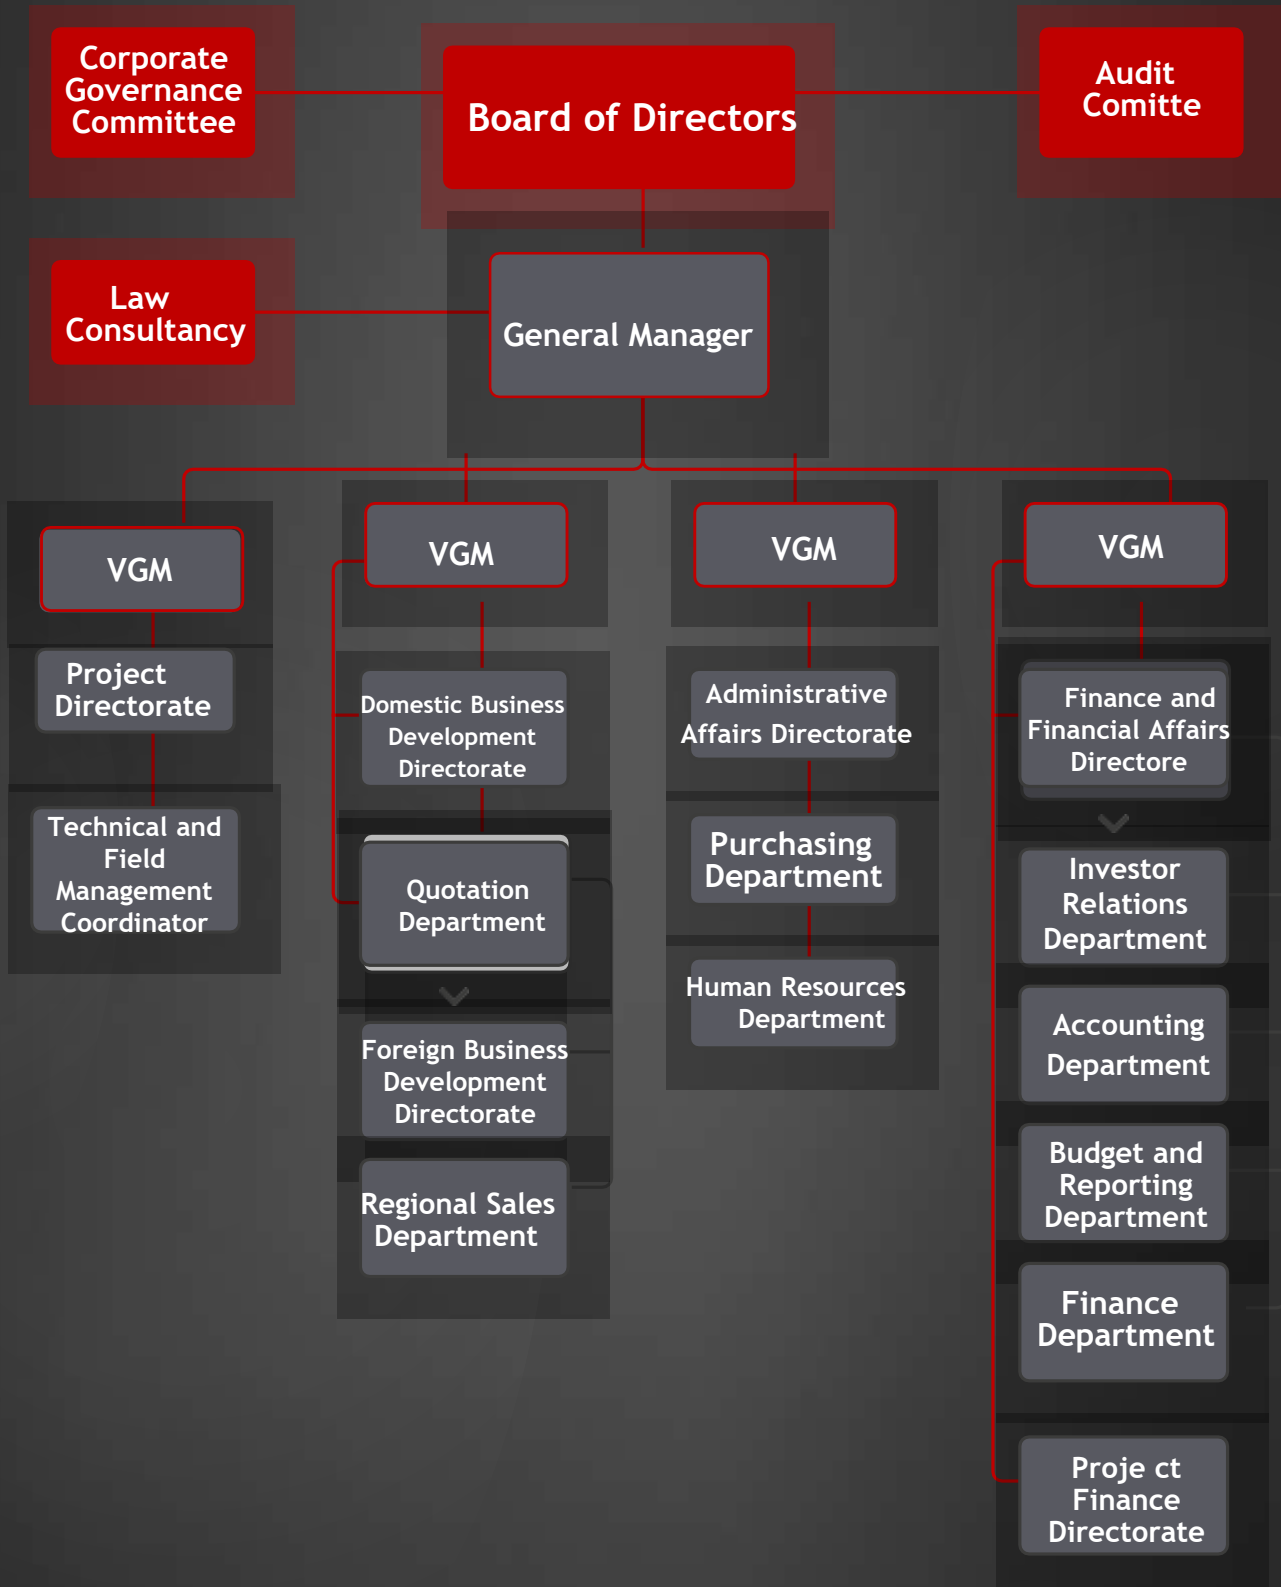 Corporate
Governance
Committee
Board of Directors
Audit
Comitte
Law
Consultancy
General Manager
VGM
Project
Directorate
Technical and
Field
Management
Coordinator
VGM
Domestic Business
Development
Directorate
Quotation
Department
Foreign Business
Development
Directorate
Regional Sales
Department
VGM
Administrative
Affairs Directorate
Purchasing
Department
Human Resources
Department
VGM
Finance and
Financial Affairs
Directore
Investor
Relations
Department
Accounting
Department
Budget and
Reporting
Department
Finance
Department
Proje ct
Finance
Directorate